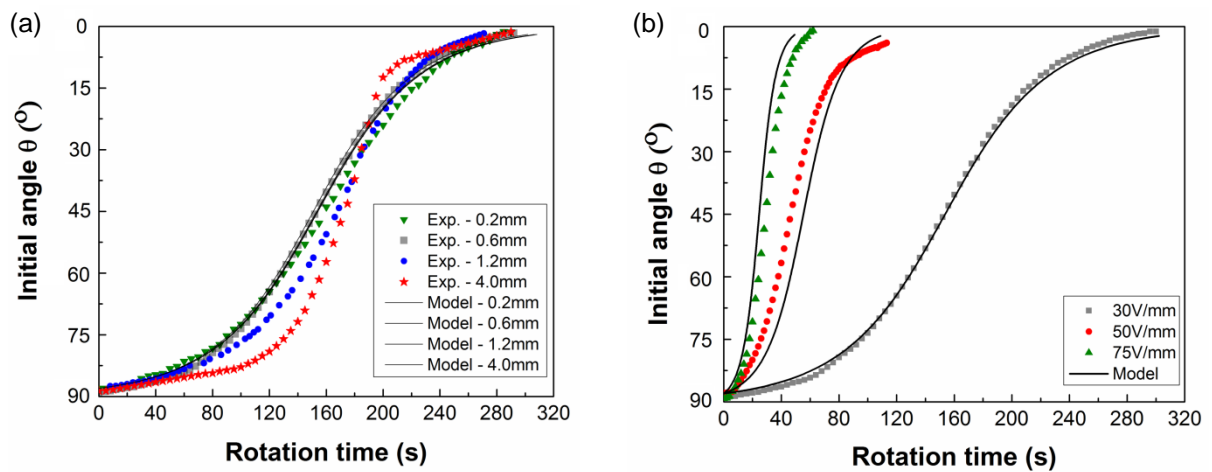 (a)
0
15
30
45
60
75
90
Initial angle θ (O)
Exp. - 0.2mm
Exp. - 0.6mm
Exp. - 1.2mm
Exp. - 4.0mm
Model - 0.2mm
Model - 0.6mm
Model - 1.2mm
Model - 4.0mm
0 40 80 120 160 200 240 280 320
Rotation time (s)
(b)
0
15
30
45
60
75
90
Initial angle θ (O)
30V/mm
50V/mm
75V/mm
Model
0 40 80 120 160 200 240 280 320
Rotation time (s)